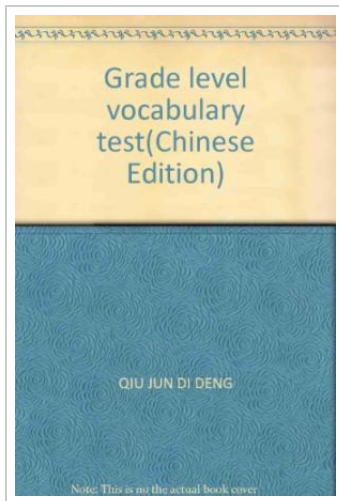 Grade level
vocabulary
test(Chinese
Edition)
QIU JUN DI DENG
Note: This is no the actual book cover